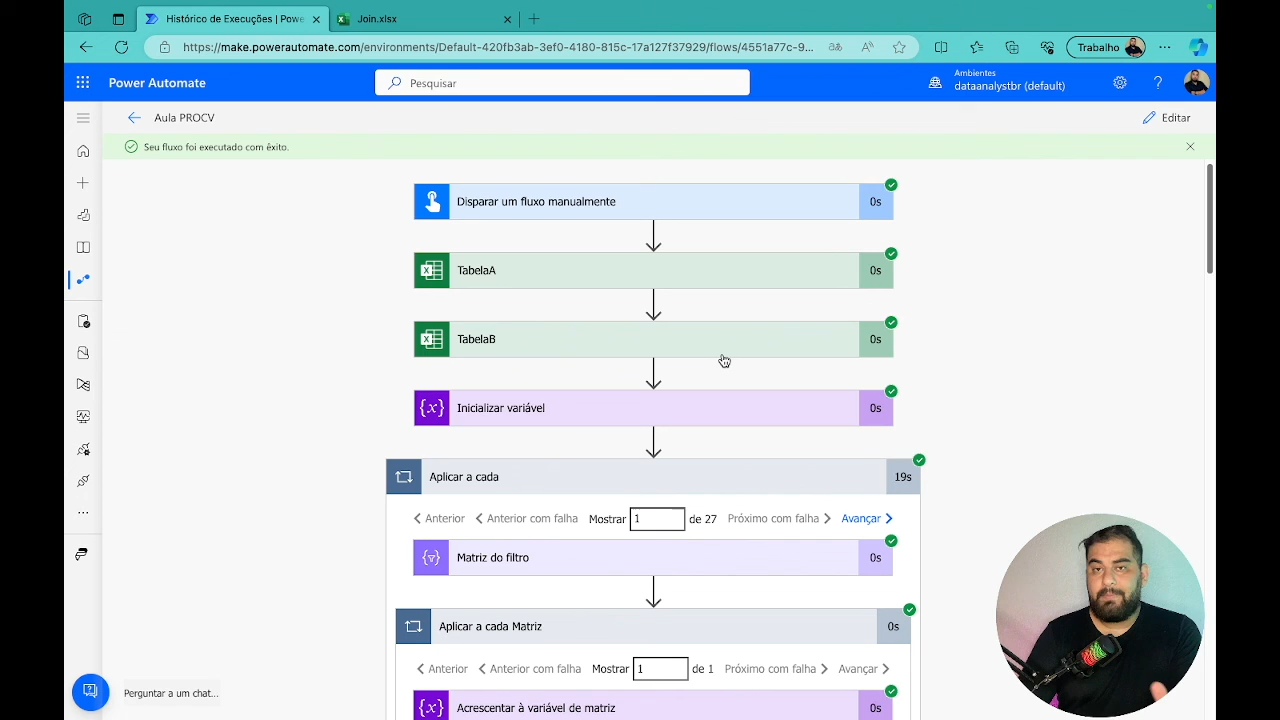 Histórico de Execuções | Powe
Join.xlsx
https://make.powerautomate.com/environments/Default-420fb3ab-3ef0-4180-815c-17a127f37929/flows/4551a77c-9...
Trabalho
Power Automate
Pesquisar
Ambientes
dataanalystbr (default)
Aula PROCV
Editar
Seu fluxo foi executado com êxito.
Disparar um fluxo manualmente 0s
TabelaA 0s
TabelaB 0s
{x} Inicializar variável 0s
Aplicar a cada 19s
Anterior Anterior com falha Mostrar 1 de 27 Próximo com falha Avançar
Matriz do filtro 0s
Aplicar a cada Matriz 0s
Anterior Anterior com falha Mostrar 1 de 1 Próximo com falha Avançar
Perguntar a um chat...
{x} Acrescentar à variável de matriz 0s